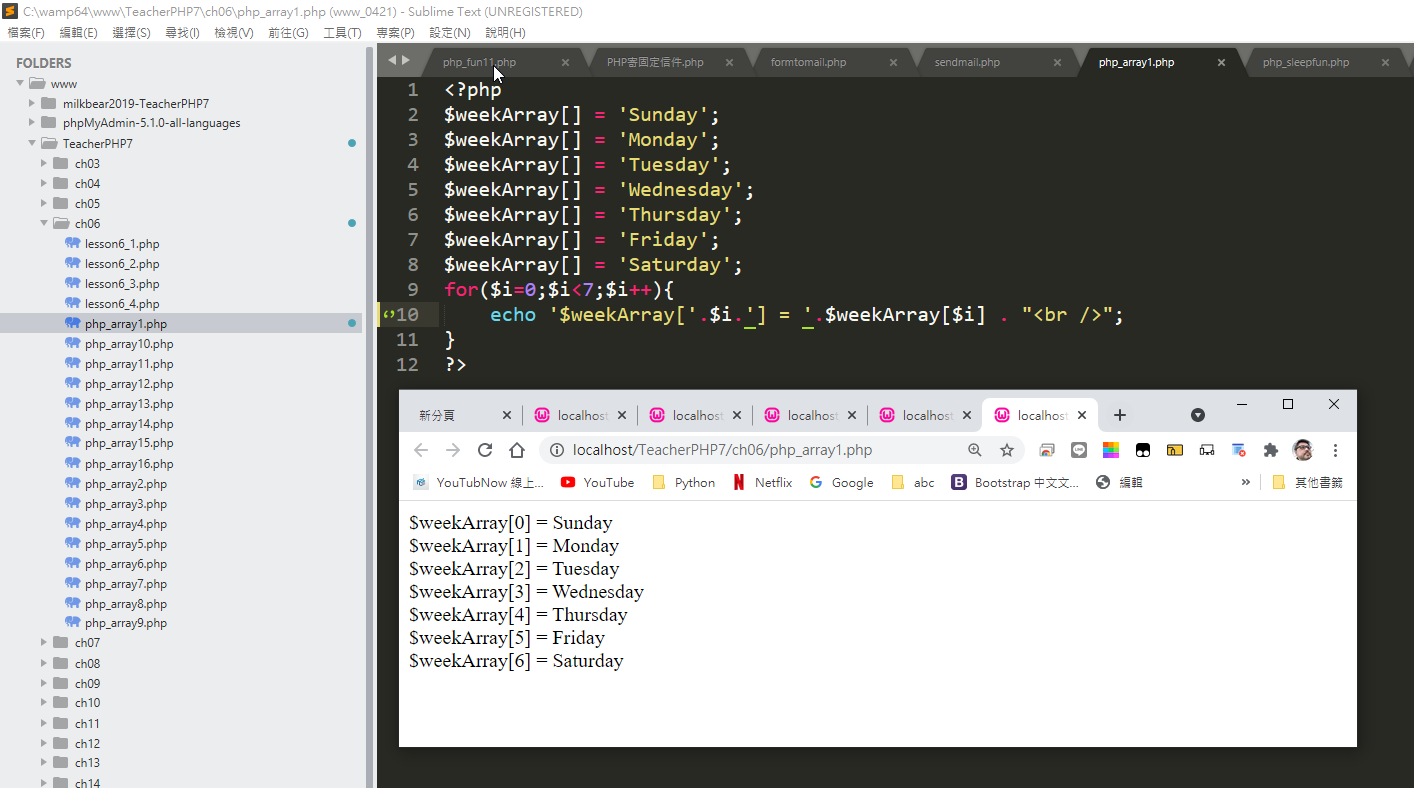 C:\wamp64\www\TeacherPHP7\ch06\php_array1.php (www_0421) - Sublime Text (UNREGISTERED)
檔案(F) 編輯(E) 選擇(S) 尋找(I) 檢視(V) 前往(G) 工具(T) 專案(P) 設定(N) 說明(H)
FOLDERS
www
milkbear2019-TeacherPHP7
phpMyAdmin-5.1.0-all-languages
TeacherPHP7
ch03
ch04
ch05
ch06
lesson6_1.php
lesson6_2.php
lesson6_3.php
lesson6_4.php
php_array1.php
php_array10.php
php_array11.php
php_array12.php
php_array13.php
php_array14.php
php_array15.php
php_array16.php
php_array2.php
php_array3.php
php_array4.php
php_array5.php
php_array6.php
php_array7.php
php_array8.php
php_array9.php
ch07
ch08
ch09
ch10
ch11
ch12
ch13
ch14
php_fun11.php PHP寄固定信件.php formtomail.php sendmail.php php_array1.php php_sleepfun.php
1 <?php
2 $weekArray[] = 'Sunday';
3 $weekArray[] = 'Monday';
4 $weekArray[] = 'Tuesday';
5 $weekArray[] = 'Wednesday';
6 $weekArray[] = 'Thursday';
7 $weekArray[] = 'Friday';
8 $weekArray[] = 'Saturday';
9 for($i=0;$i<7;$i++){
10 echo '$weekArray['.$i.'] = '.$weekArray[$i] . "<br />";
11 }
12 ?>
新分頁 localhost localhost localhost localhost localhost
localhost/TeacherPHP7/ch06/php_array1.php
YouTubNow 線上... YouTube Python Netflix Google abc Bootstrap 中文文... 編輯 » 其他書籤
$weekArray[0] = Sunday
$weekArray[1] = Monday
$weekArray[2] = Tuesday
$weekArray[3] = Wednesday
$weekArray[4] = Thursday
$weekArray[5] = Friday
$weekArray[6] = Saturday